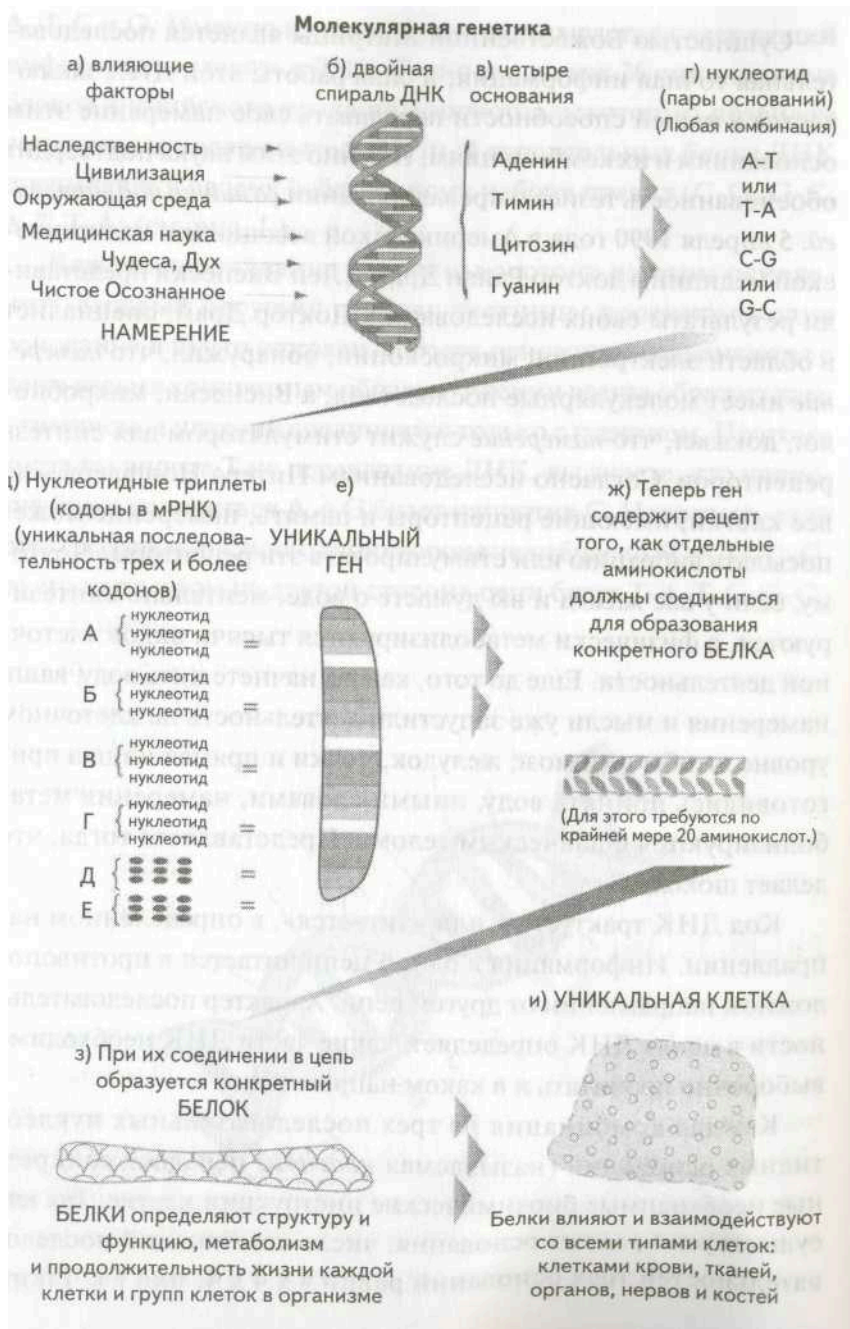 Молекулярная генетика
а) влияющие
факторы
б) двойная
спираль ДНК
в) четыре
основания
г) нуклеотид
(пары оснований)
(Любая комбинация)
Наследственность
Цивилизация
Окружающая среда
Медицинская наука
Чудеса, Дух
Чистое Осознанное
НАМЕРЕНИЕ
Аденин
Тимин
Цитозин
Гуанин
A-T
или
T-A
или
C-G
или
G-C
д) Нуклеотидные триплеты
(кодоны в мРНК)
(уникальная последова-
тельность трех и более
кодонов)
е)
УНИКАЛЬНЫЙ
ГЕН
ж) Теперь ген
содержит рецепт
того, как отдельные
аминокислоты
должны соединиться
для образования
конкретного БЕЛКА
А { нуклеотид
нуклеотид
нуклеотид =
Б { нуклеотид
нуклеотид
нуклеотид =
В { нуклеотид
нуклеотид
нуклеотид =
Г { нуклеотид
нуклеотид
нуклеотид =
Д { =
Е { =
(Для этого требуются по
крайней мере 20 аминокислот.)
з) При их соединении в цепь
образуется конкретный
БЕЛОК
БЕЛКИ определяют структуру и
функцию, метаболизм
и продолжительность жизни каждой
клетки и групп клеток в организме
и) УНИКАЛЬНАЯ КЛЕТКА
Белки влияют и взаимодействуют
со всеми типами клеток:
клетками крови, тканей,
органов, нервов и костей